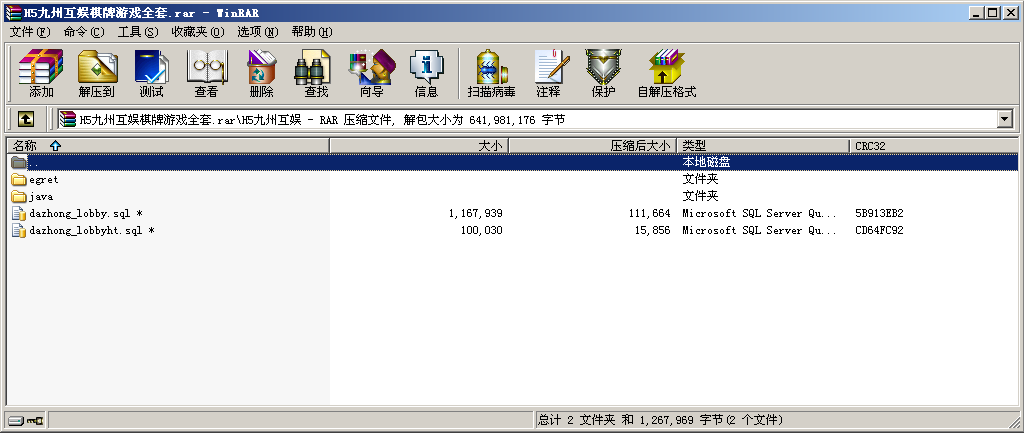 H5九州互娱棋牌游戏全套.rar - WinRAR
文件(F) 命令(C) 工具(S) 收藏夹(O) 选项(N) 帮助(H)
添加 解压到 测试 查看 删除 查找 向导 信息 扫描病毒 注释 保护 自解压格式
H5九州互娱棋牌游戏全套.rar\H5九州互娱 - RAR 压缩文件, 解包大小为 641,981,176 字节
名称 大小 压缩后大小 类型 CRC32
.. 本地磁盘
egret 文件夹
java 文件夹
dazhong_lobby.sql * 1,167,939 111,664 Microsoft SQL Server Qu... 5B913EB2
dazhong_lobbyht.sql * 100,030 15,856 Microsoft SQL Server Qu... CD64FC92
总计 2 文件夹 和 1,267,969 字节(2 个文件)